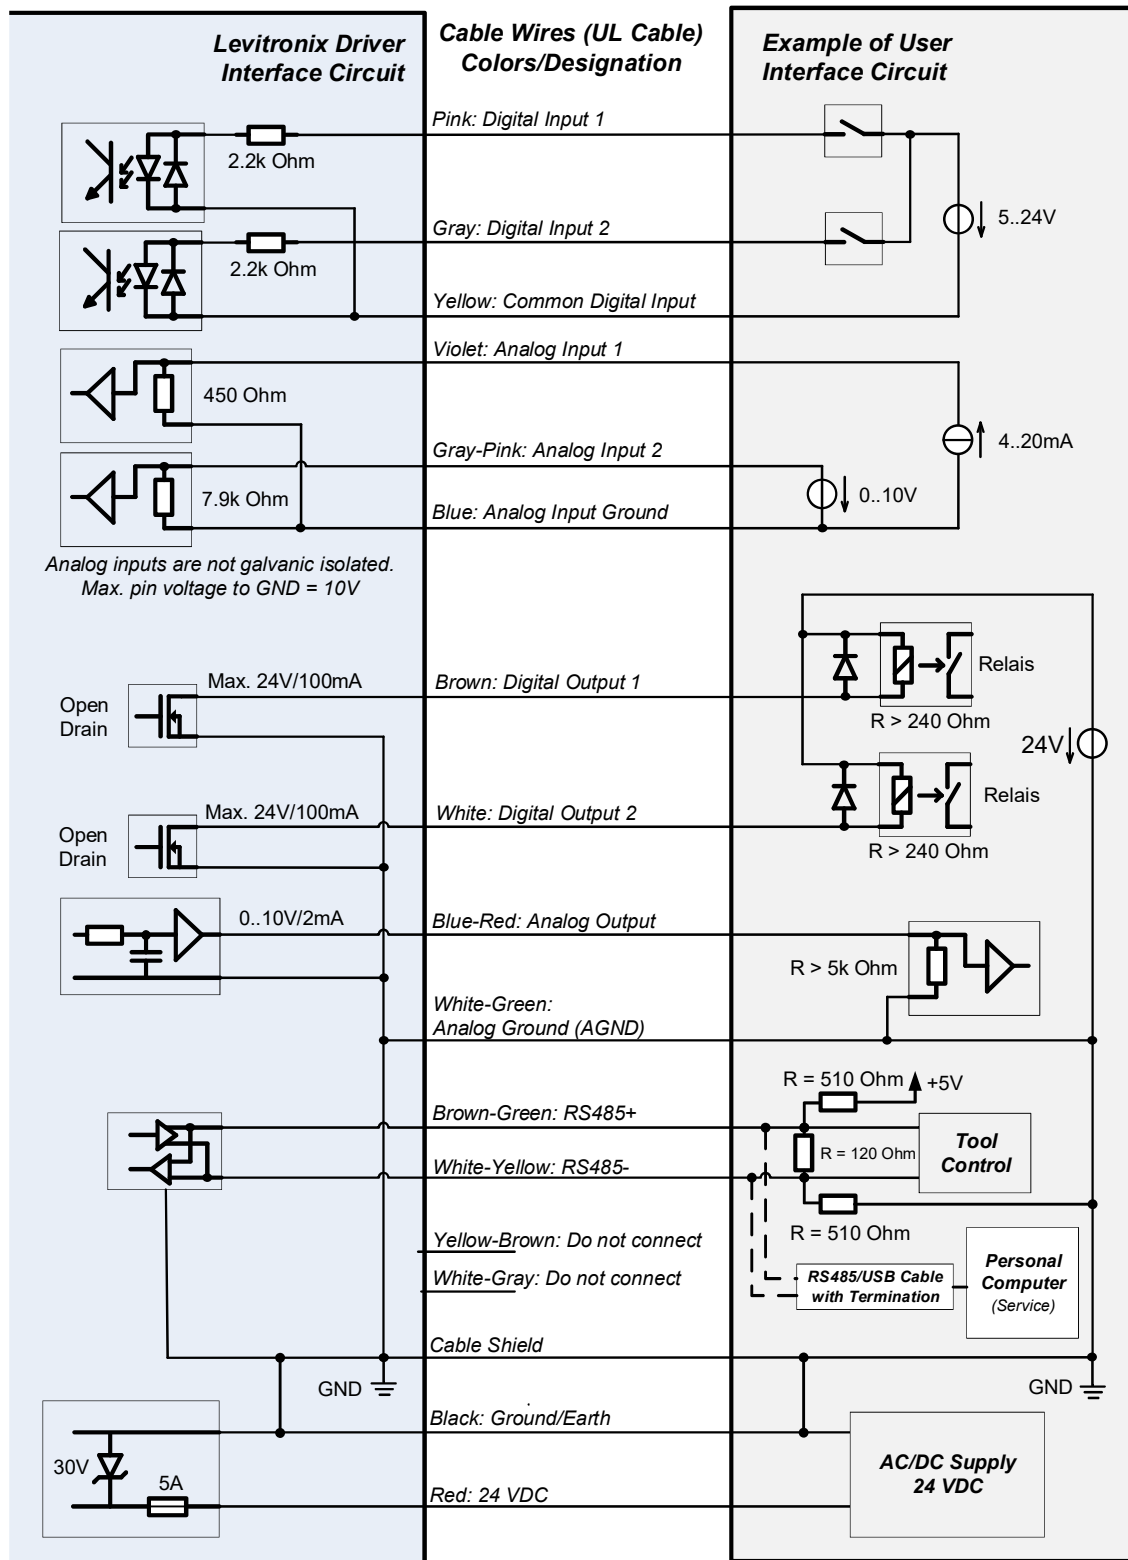 Levitronix Driver
Interface Circuit
Cable Wires (UL Cable)
Colors/Designation
Example of User
Interface Circuit
Pink: Digital Input 1
2.2k Ohm
Gray: Digital Input 2
5..24V
2.2k Ohm
Yellow: Common Digital Input
Violet: Analog Input 1
450 Ohm
Gray-Pink: Analog Input 2
4..20mA
7.9k Ohm
0..10V
Blue: Analog Input Ground
Analog inputs are not galvanic isolated.
Max. pin voltage to GND = 10V
Relais
Open
Drain
Max. 24V/100mA
Brown: Digital Output 1
R > 240 Ohm
24V
Relais
Open
Drain
Max. 24V/100mA
White: Digital Output 2
R > 240 Ohm
0..10V/2mA
Blue-Red: Analog Output
R > 5k Ohm
White-Green:
Analog Ground (AGND)
R = 510 Ohm
+5V
Brown-Green: RS485+
R = 120 Ohm
Tool
Control
White-Yellow: RS485-
R = 510 Ohm
Yellow-Brown: Do not connect
White-Gray: Do not connect
RS485/USB Cable
with Termination
Personal
Computer
(Service)
Cable Shield
GND
GND
Black: Ground/Earth
30V
5A
AC/DC Supply
24 VDC
Red: 24 VDC